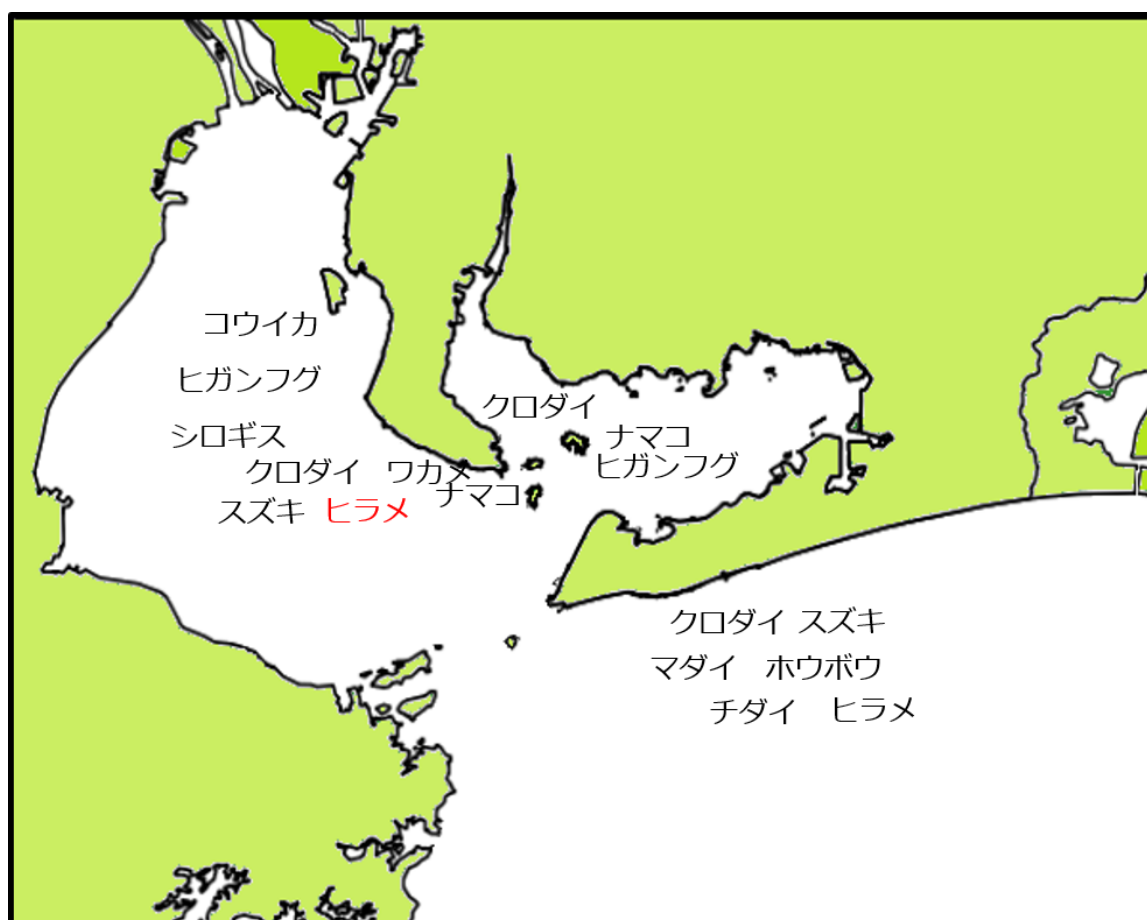 コウイカ
ヒガンフグ
シロギス
クロダイ ワカメ
スズキ ヒラメ ナマコ
クロダイ
ナマコ
ヒガンフグ
クロダイ スズキ
マダイ ホウボウ
チダイ ヒラメ